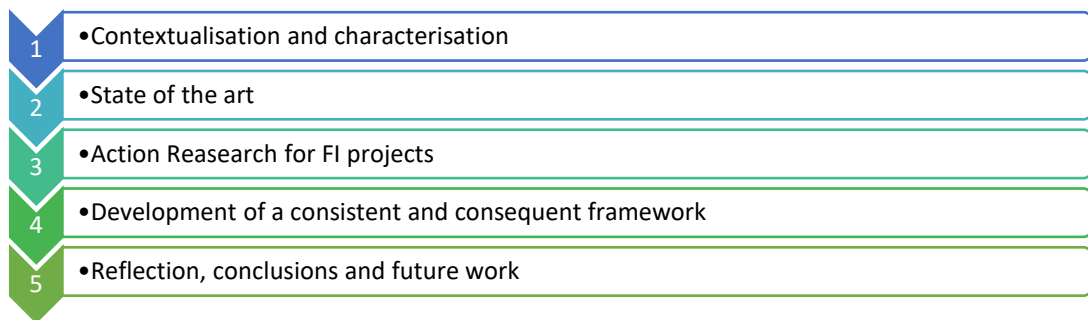 1 •Contextualisation and characterisation
2 •State of the art
3 •Action Reasearch for FI projects
4 •Development of a consistent and consequent framework
5 •Reflection, conclusions and future work